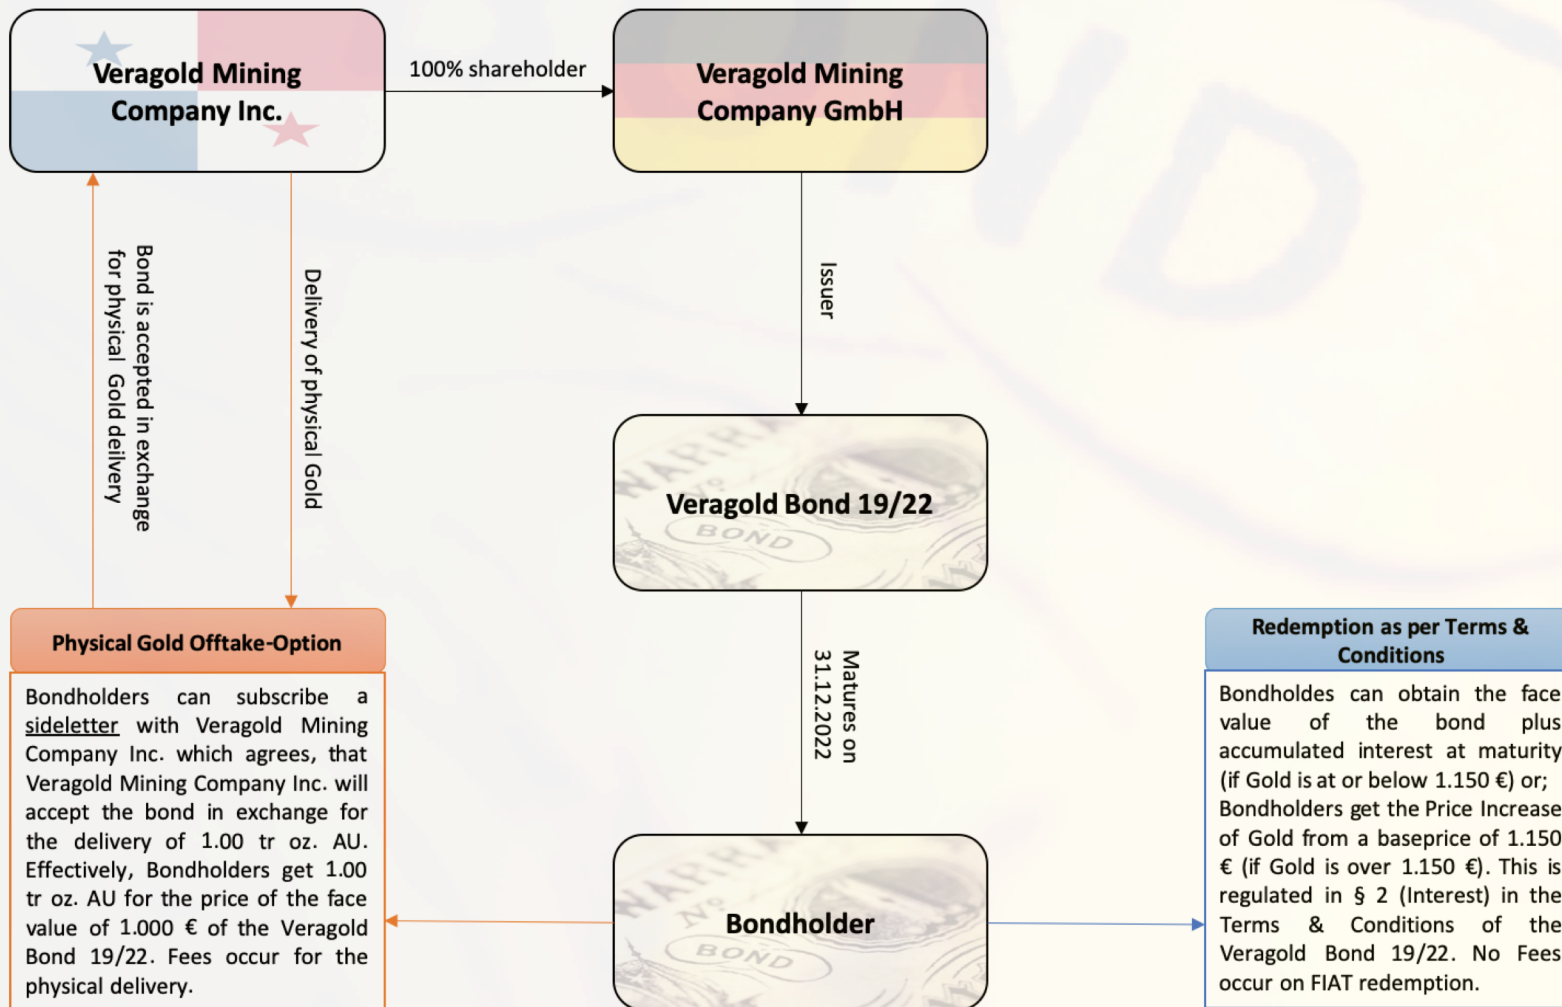 Veragold Mining
Company Inc.
100% shareholder
Veragold Mining
Company GmbH
Bond is accepted in exchange
for physical Gold deilvery
Delivery of physical Gold
Issuer
Veragold Bond 19/22
WAPIRA
Nº
BOND
Matures on
31.12.2022
Physical Gold Offtake-Option
Bondholders can subscribe a
sideletter with Veragold Mining
Company Inc. which agrees, that
Veragold Mining Company Inc. will
accept the bond in exchange for
the delivery of 1.00 tr oz. AU.
Effectively, Bondholders get 1.00
tr oz. AU for the price of the face
value of 1.000 € of the Veragold
Bond 19/22. Fees occur for the
physical delivery.
Bondholder
WAPIRA
Nº
BOND
Redemption as per Terms &
Conditions
Bondholdes can obtain the face
value of the bond plus
accumulated interest at maturity
(if Gold is at or below 1.150 €) or;
Bondholders get the Price Increase
of Gold from a baseprice of 1.150
€ (if Gold is over 1.150 €). This is
regulated in § 2 (Interest) in the
Terms & Conditions of the
Veragold Bond 19/22. No Fees
occur on FIAT redemption.